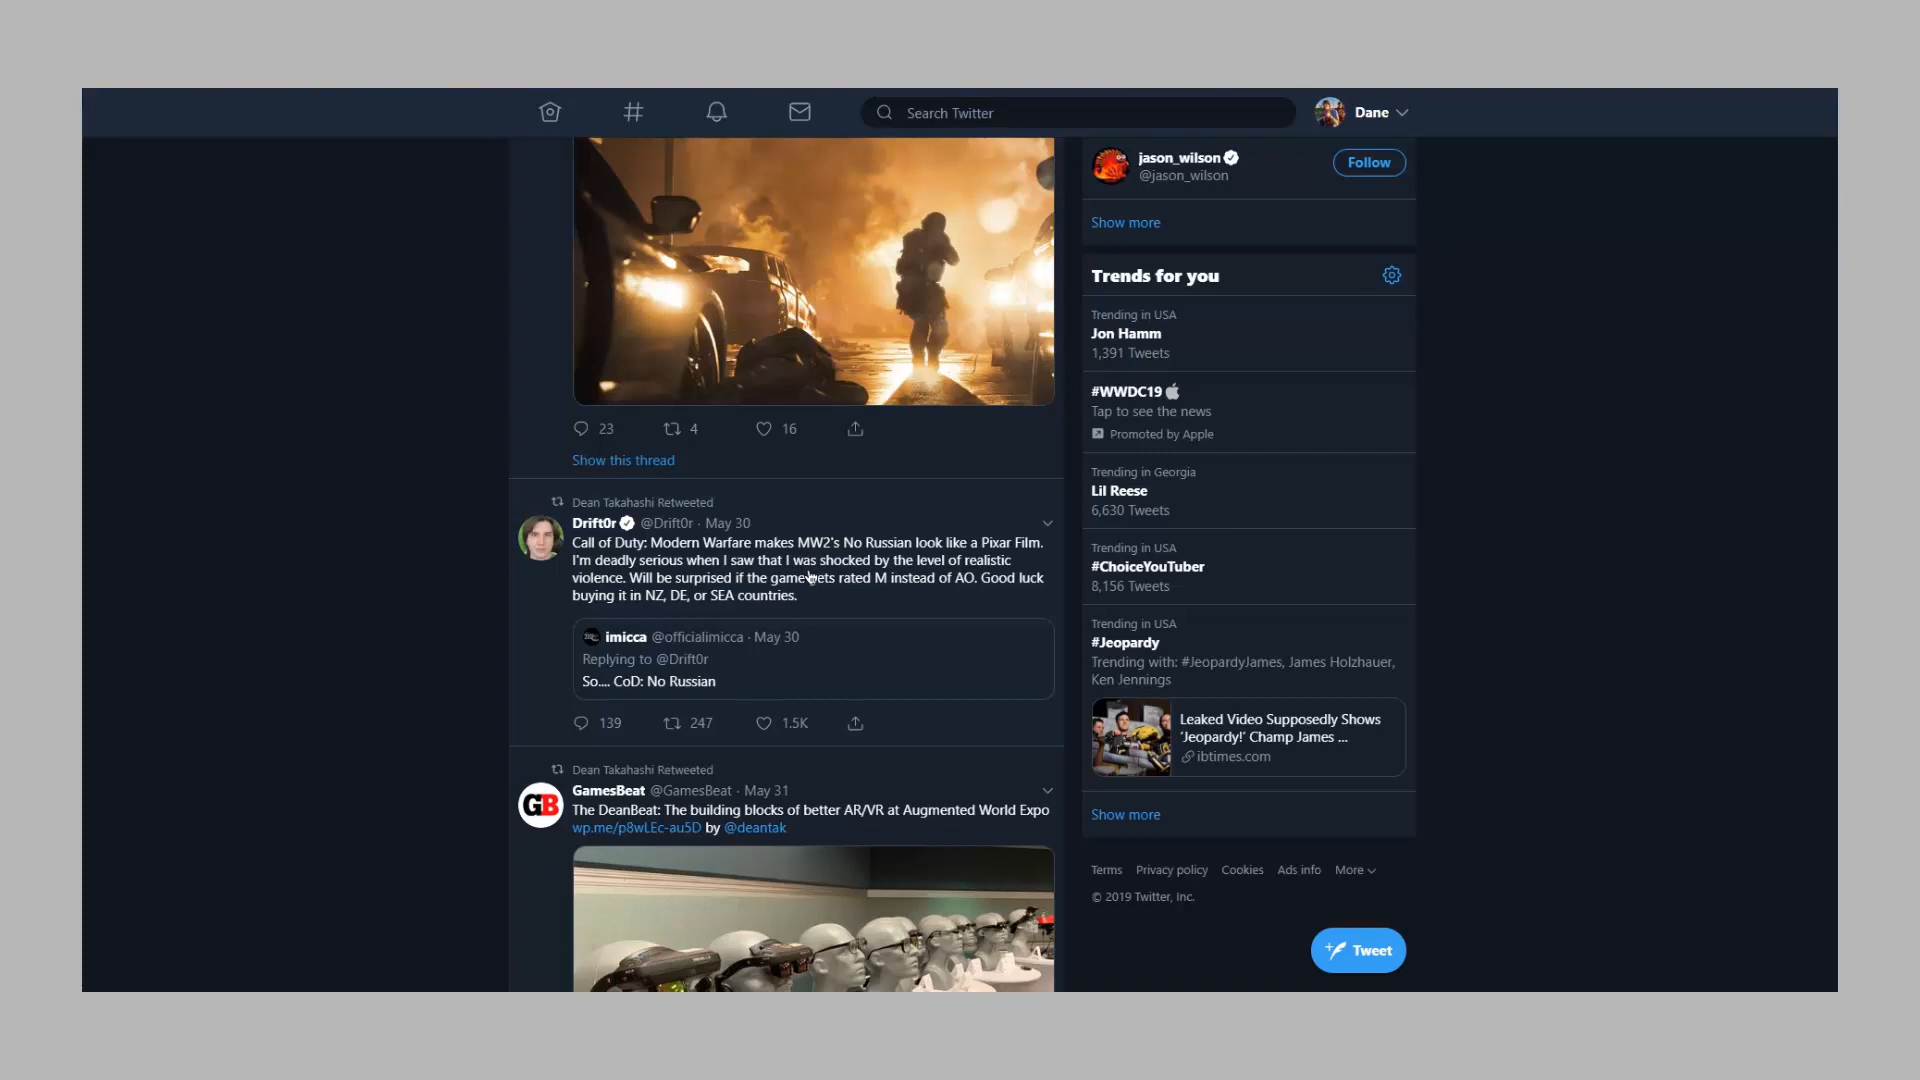 Search Twitter
Dane
23
4
16
Show this thread
Dean Takahashi Retweeted
Drift0r @Drift0r · May 30
Call of Duty: Modern Warfare makes MW2's No Russian look like a Pixar Film.
I'm deadly serious when I saw that I was shocked by the level of realistic
violence. Will be surprised if the game gets rated M instead of AO. Good luck
buying it in NZ, DE, or SEA countries.
imicca @officialimicca · May 30
Replying to @Drift0r
So.... CoD: No Russian
139
247
1.5K
Dean Takahashi Retweeted
GB
GamesBeat @GamesBeat · May 31
The DeanBeat: The building blocks of better AR/VR at Augmented World Expo
wp.me/p8wLEc-au5D by @deantak
jason_wilson
@jason_wilson
Follow
Show more
Trends for you
Trending in USA
Jon Hamm
1,391 Tweets
#WWDC19
Tap to see the news
Promoted by Apple
Trending in Georgia
Lil Reese
6,630 Tweets
Trending in USA
#ChoiceYouTuber
8,156 Tweets
Trending in USA
#Jeopardy
Trending with: #JeopardyJames, James Holzhauer,
Ken Jennings
Leaked Video Supposedly Shows
'Jeopardy!' Champ James ...
ibtimes.com
Show more
Terms Privacy policy Cookies Ads info More
© 2019 Twitter, Inc.
Tweet